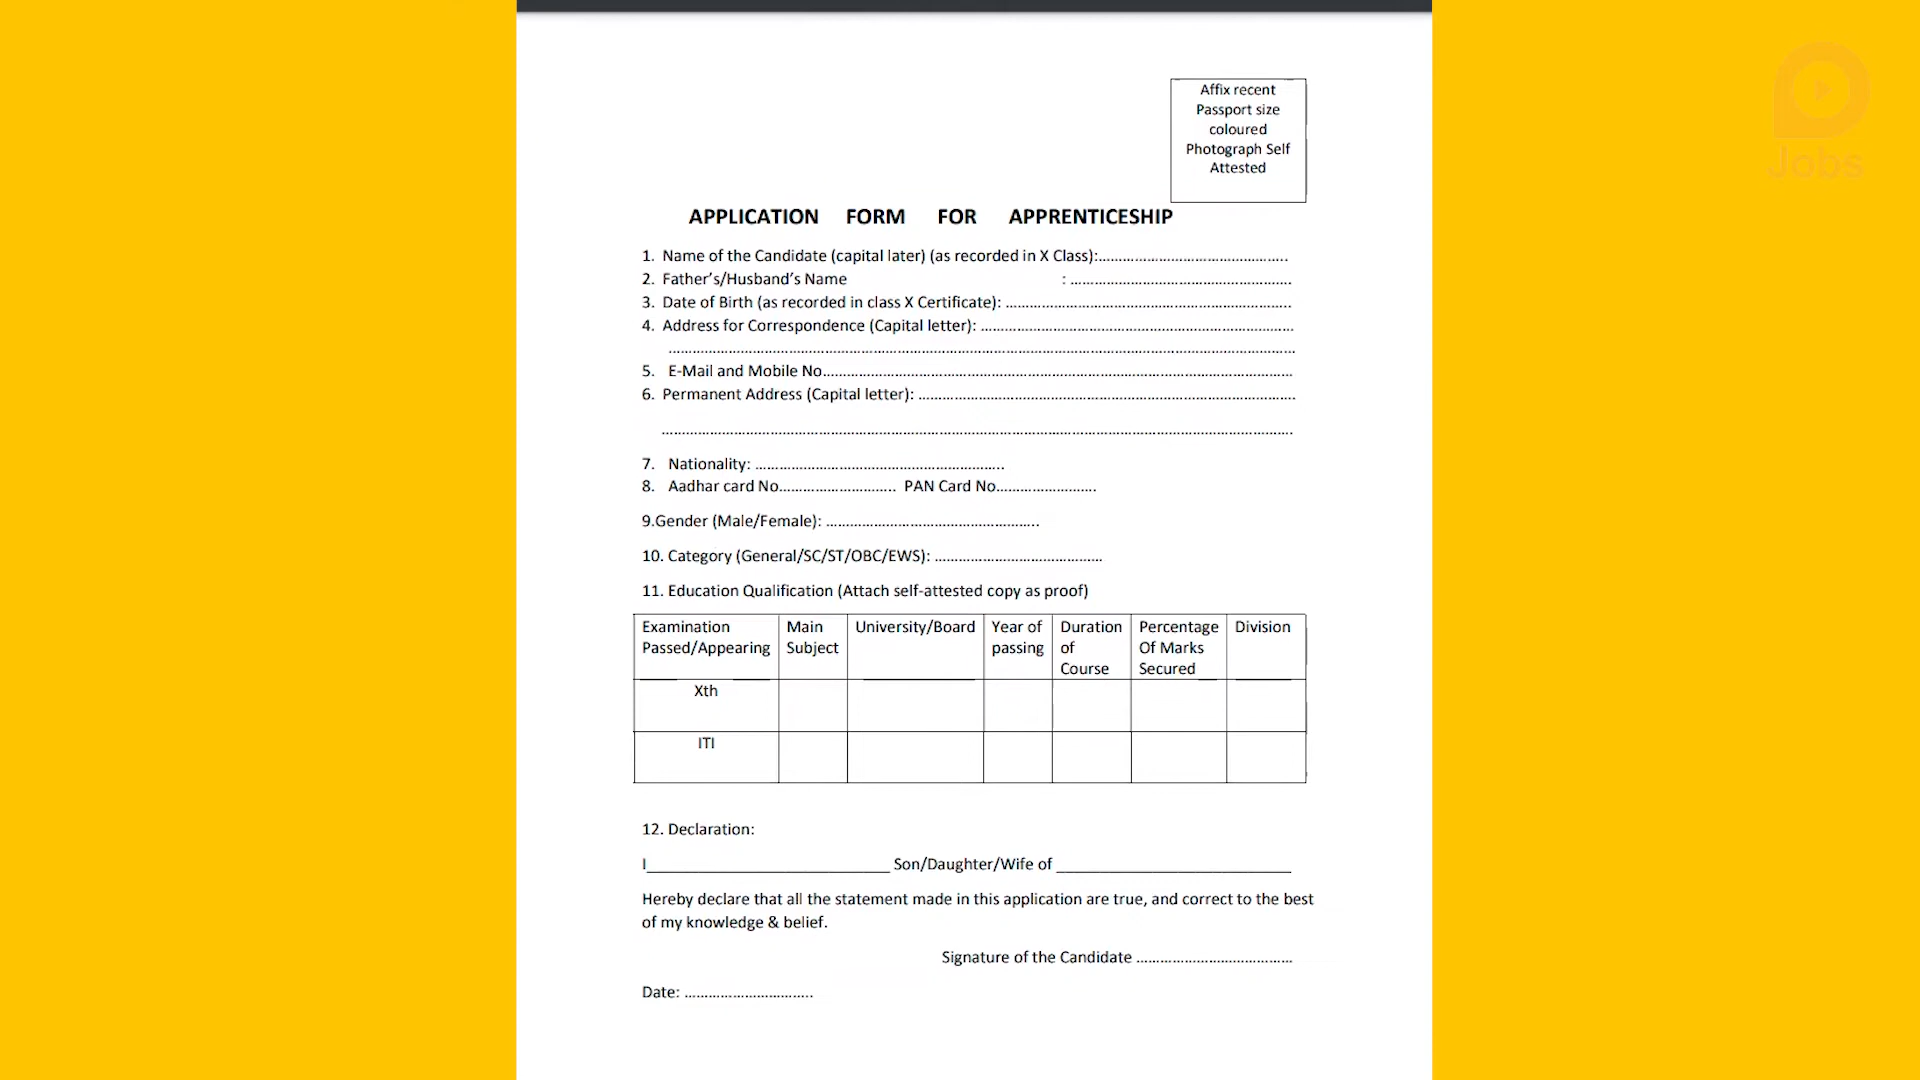 Affix recent
Passport size
coloured
Photograph Self
Attested
Jobs
APPLICATION FORM FOR APPRENTICESHIP
1. Name of the Candidate (capital later) (as recorded in X Class):.......................................................
2. Father's/Husband's Name : .......................................................
3. Date of Birth (as recorded in class X Certificate): .......................................................
4. Address for Correspondence (Capital letter): .......................................................
.......................................................
5. E-Mail and Mobile No.......................................................
6. Permanent Address (Capital letter): .......................................................
.......................................................
7. Nationality: .......................................................
8. Aadhar card No............................. PAN Card No.........................
9.Gender (Male/Female): .......................................................
10. Category (General/SC/ST/OBC/EWS): ..........................................
11. Education Qualification (Attach self-attested copy as proof)
Examination Passed/Appearing Main Subject University/Board Year of passing Duration of Course Percentage Of Marks Secured Division
Xth
ITI
12. Declaration:
I____________________________ Son/Daughter/Wife of ___________________________
Hereby declare that all the statement made in this application are true, and correct to the best
of my knowledge & belief.
Signature of the Candidate .......................................
Date: ................................